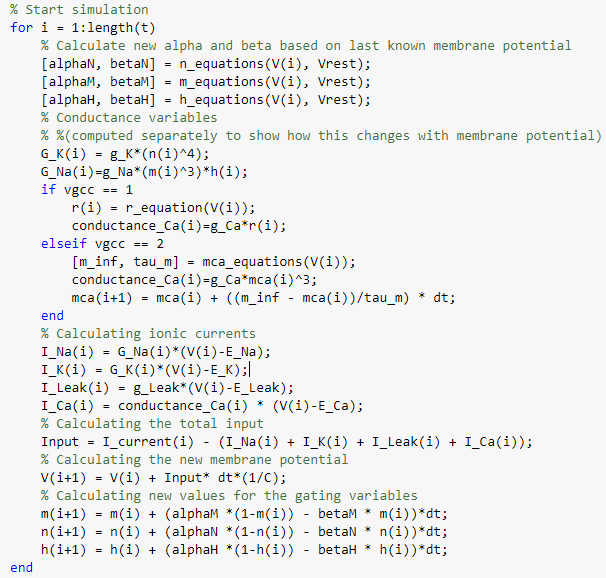 % Start simulation
for i = 1:length(t)
% Calculate new alpha and beta based on last known membrane potential
[alphaN, betaN] = n_equations(V(i), Vrest);
[alphaM, betaM] = m_equations(V(i), Vrest);
[alphaH, betaH] = h_equations(V(i), Vrest);
% Conductance variables
% %(computed separately to show how this changes with membrane potential)
G_K(i) = g_K*(n(i)^4);
G_Na(i)=g_Na*(m(i)^3)*h(i);
if vgcc == 1
r(i) = r_equation(V(i));
conductance_Ca(i)=g_Ca*r(i);
elseif vgcc == 2
[m_inf, tau_m] = mca_equations(V(i));
conductance_Ca(i)=g_Ca*mca(i)^3;
mca(i+1) = mca(i) + ((m_inf - mca(i))/tau_m) * dt;
end
% Calculating ionic currents
I_Na(i) = G_Na(i)*(V(i)-E_Na);
I_K(i) = G_K(i)*(V(i)-E_K);
I_Leak(i) = g_Leak*(V(i)-E_Leak);
I_Ca(i) = conductance_Ca(i) * (V(i)-E_Ca);
% Calculating the total input
Input = I_current(i) - (I_Na(i) + I_K(i) + I_Leak(i) + I_Ca(i));
% Calculating the new membrane potential
V(i+1) = V(i) + Input* dt*(1/C);
% Calculating new values for the gating variables
m(i+1) = m(i) + (alphaM *(1-m(i)) - betaM * m(i))*dt;
n(i+1) = n(i) + (alphaN *(1-n(i)) - betaN * n(i))*dt;
h(i+1) = h(i) + (alphaH *(1-h(i)) - betaH * h(i))*dt;
end